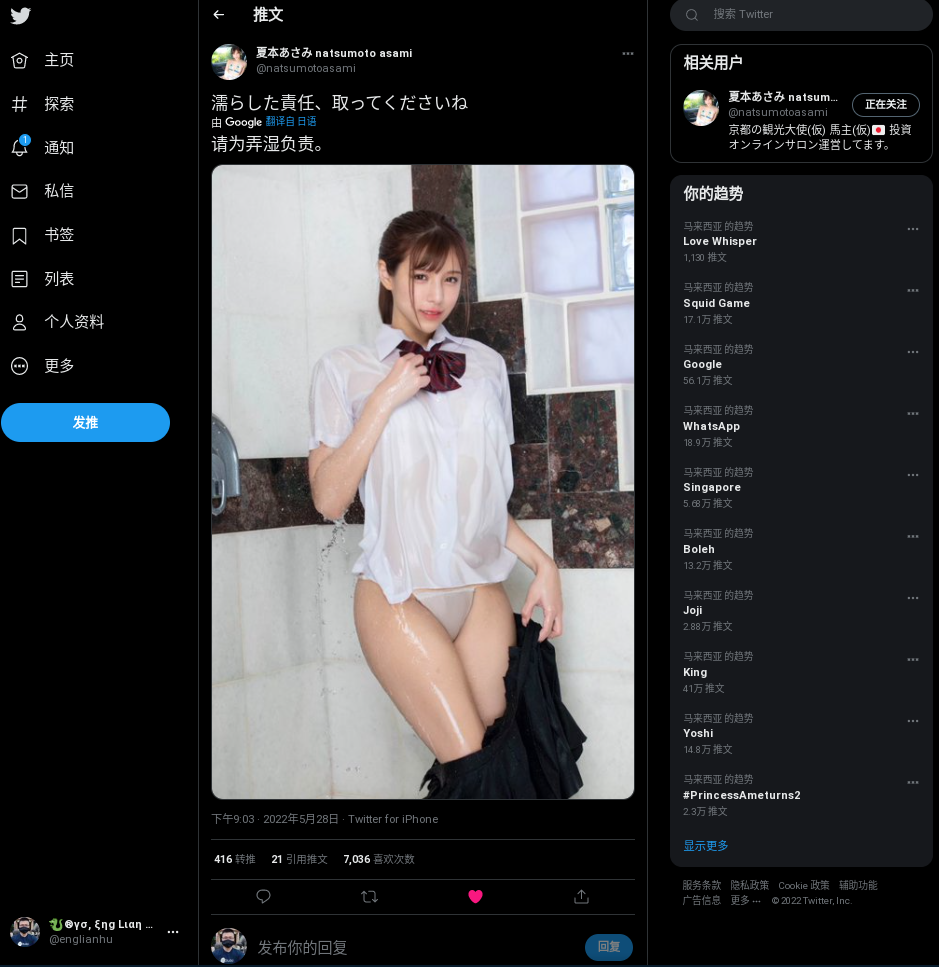 主页
探索
1
通知
私信
书签
列表
个人资料
更多
发推
®γσ, ξηg Lιαη ...
@englianhu
推文
夏本あさみ natsumoto asami
@natsumotoasami
濡らした責任、取ってくださいね
由 Google 翻译自 日语
请为弄湿负责。
下午9:03 · 2022年5月28日 · Twitter for iPhone
416 转推 21 引用推文 7,036 喜欢次数
发布你的回复
回复
搜索 Twitter
相关用户
夏本あさみ natsum...
@natsumotoasami
正在关注
京都の観光大使(仮) 馬主(仮)🇯🇵 投資
オンラインサロン運営してます。
你的趋势
马来西亚 的趋势
Love Whisper
1,130 推文
马来西亚 的趋势
Squid Game
17.1万 推文
马来西亚 的趋势
Google
56.1万 推文
马来西亚 的趋势
WhatsApp
18.9万 推文
马来西亚 的趋势
Singapore
5.68万 推文
马来西亚 的趋势
Boleh
13.2万 推文
马来西亚 的趋势
Joji
2.88万 推文
马来西亚 的趋势
King
41万 推文
马来西亚 的趋势
Yoshi
14.8万 推文
马来西亚 的趋势
#PrincessAmeturns2
2.3万 推文
显示更多
服务条款 隐私政策 Cookie 政策 辅助功能
广告信息 更多 ··· © 2022 Twitter, Inc.